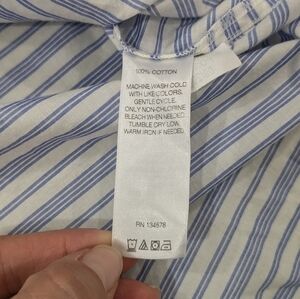 100% COTTON
MACHINE WASH COLD
WITH LIKE COLORS,
GENTLE CYCLE.
ONLY NON-CHLORINE
BLEACH WHEN NEEDED.
TUMBLE DRY LOW.
WARM IRON IF NEEDED.
RN 134678